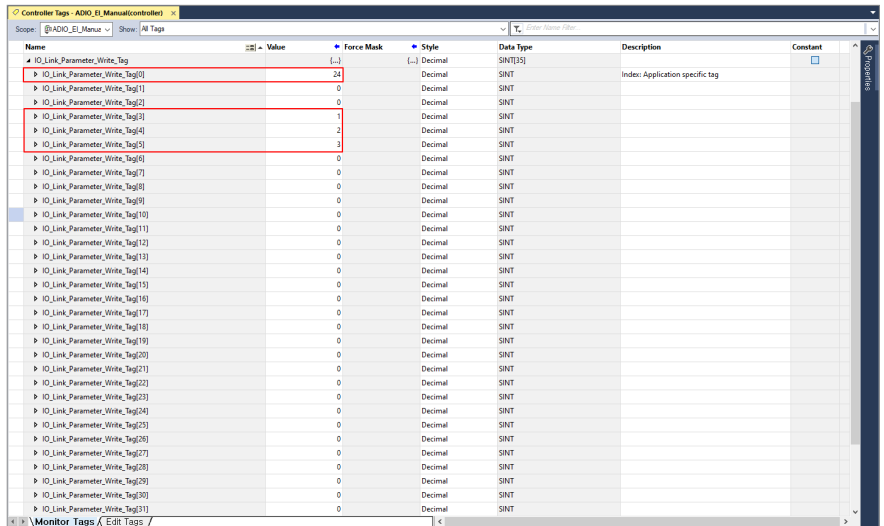 Controller Tags - ADIO_EI_Manual(controller) ×
Scope: ADIO_EI_Manua Show: All Tags Enter Name Filter...
Name Value Force Mask Style Data Type Description Constant
IO_Link_Parameter_Write_Tag {...} {...} Decimal SINT[35]
IO_Link_Parameter_Write_Tag[0] 24 Decimal SINT Index: Application specific tag
IO_Link_Parameter_Write_Tag[1] 0 Decimal SINT
IO_Link_Parameter_Write_Tag[2] 0 Decimal SINT
IO_Link_Parameter_Write_Tag[3] 1 Decimal SINT
IO_Link_Parameter_Write_Tag[4] 2 Decimal SINT
IO_Link_Parameter_Write_Tag[5] 3 Decimal SINT
IO_Link_Parameter_Write_Tag[6] 0 Decimal SINT
IO_Link_Parameter_Write_Tag[7] 0 Decimal SINT
IO_Link_Parameter_Write_Tag[8] 0 Decimal SINT
IO_Link_Parameter_Write_Tag[9] 0 Decimal SINT
IO_Link_Parameter_Write_Tag[10] 0 Decimal SINT
IO_Link_Parameter_Write_Tag[11] 0 Decimal SINT
IO_Link_Parameter_Write_Tag[12] 0 Decimal SINT
IO_Link_Parameter_Write_Tag[13] 0 Decimal SINT
IO_Link_Parameter_Write_Tag[14] 0 Decimal SINT
IO_Link_Parameter_Write_Tag[15] 0 Decimal SINT
IO_Link_Parameter_Write_Tag[16] 0 Decimal SINT
IO_Link_Parameter_Write_Tag[17] 0 Decimal SINT
IO_Link_Parameter_Write_Tag[18] 0 Decimal SINT
IO_Link_Parameter_Write_Tag[19] 0 Decimal SINT
IO_Link_Parameter_Write_Tag[20] 0 Decimal SINT
IO_Link_Parameter_Write_Tag[21] 0 Decimal SINT
IO_Link_Parameter_Write_Tag[22] 0 Decimal SINT
IO_Link_Parameter_Write_Tag[23] 0 Decimal SINT
IO_Link_Parameter_Write_Tag[24] 0 Decimal SINT
IO_Link_Parameter_Write_Tag[25] 0 Decimal SINT
IO_Link_Parameter_Write_Tag[26] 0 Decimal SINT
IO_Link_Parameter_Write_Tag[27] 0 Decimal SINT
IO_Link_Parameter_Write_Tag[28] 0 Decimal SINT
IO_Link_Parameter_Write_Tag[29] 0 Decimal SINT
IO_Link_Parameter_Write_Tag[30] 0 Decimal SINT
IO_Link_Parameter_Write_Tag[31] 0 Decimal SINT
Monitor Tags Edit Tags
Properties